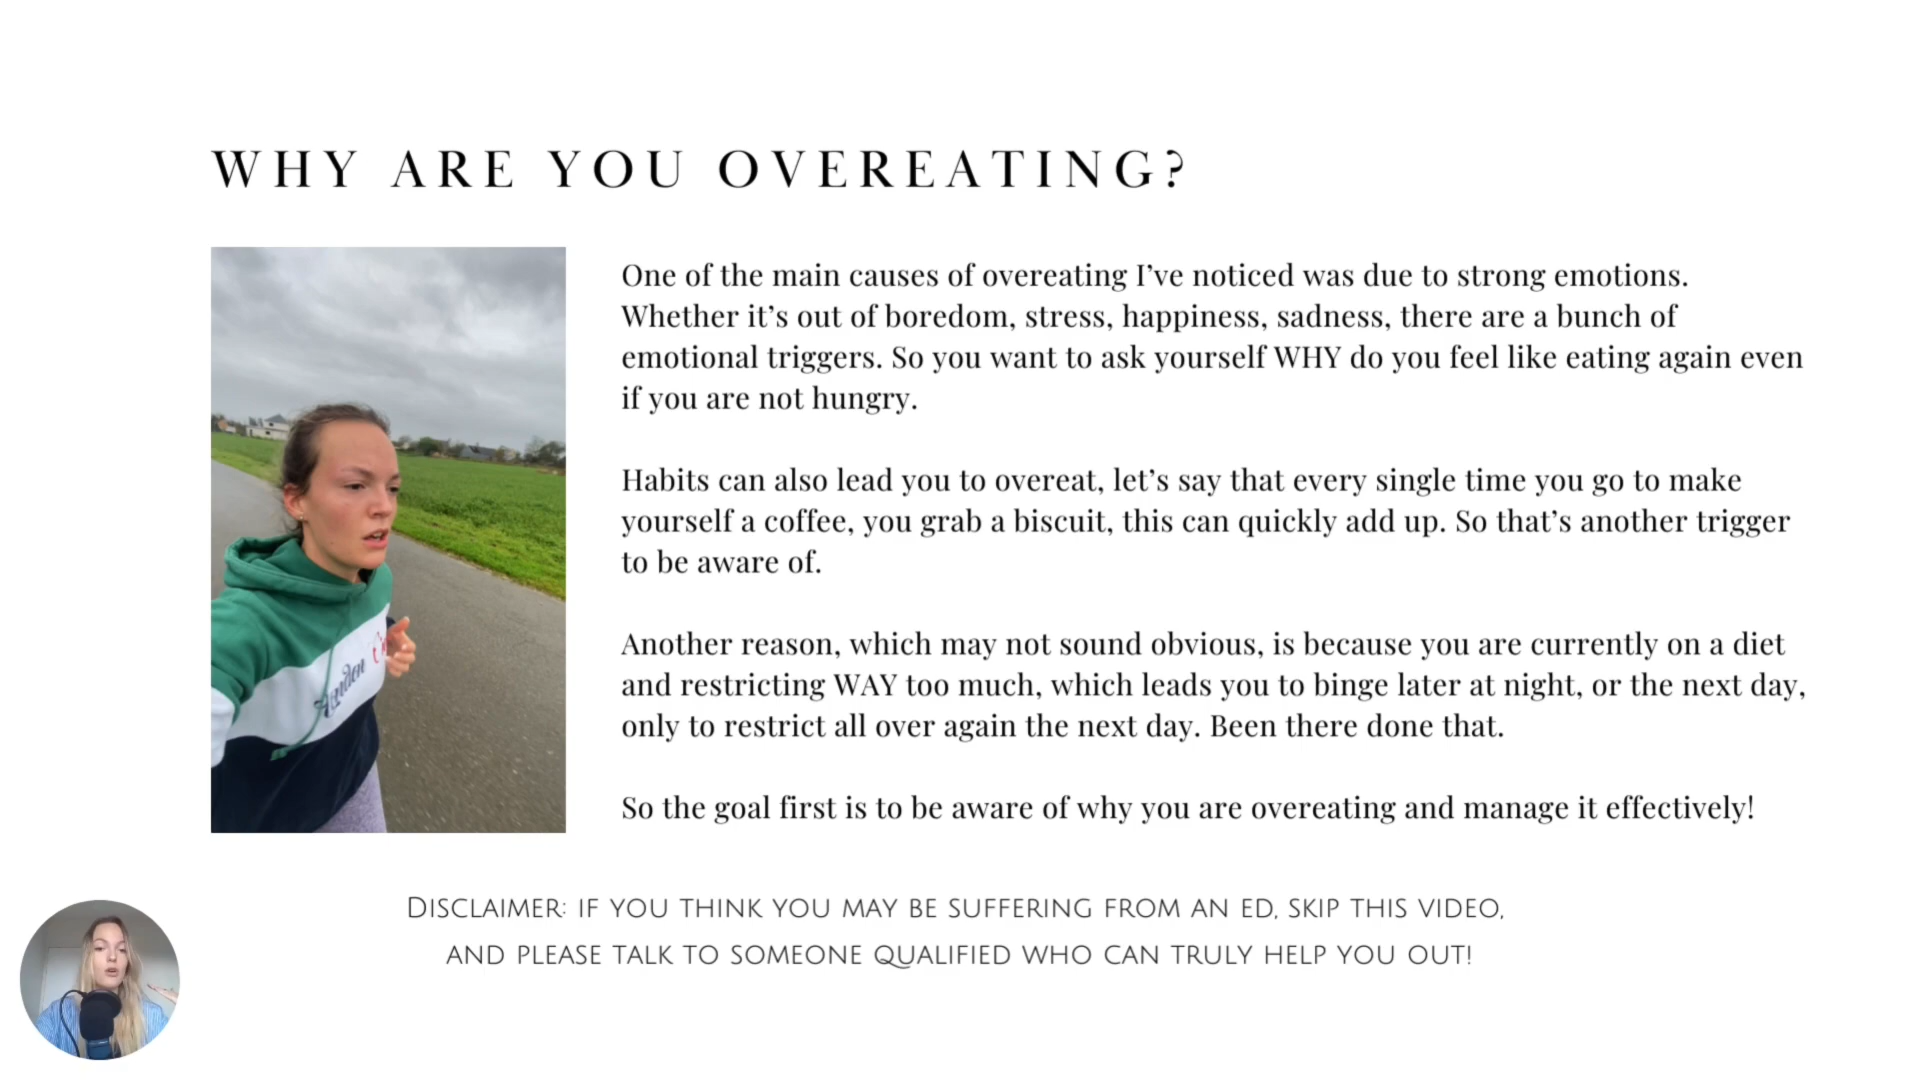 WHY ARE YOU OVEREATING?
One of the main causes of overeating I've noticed was due to strong emotions.
Whether it's out of boredom, stress, happiness, sadness, there are a bunch of
emotional triggers. So you want to ask yourself WHY do you feel like eating again even
if you are not hungry.
Habits can also lead you to overeat, let's say that every single time you go to make
yourself a coffee, you grab a biscuit, this can quickly add up. So that's another trigger
to be aware of.
Another reason, which may not sound obvious, is because you are currently on a diet
and restricting WAY too much, which leads you to binge later at night, or the next day,
only to restrict all over again the next day. Been there done that.
So the goal first is to be aware of why you are overeating and manage it effectively!
DISCLAIMER: IF YOU THINK YOU MAY BE SUFFERING FROM AN ED, SKIP THIS VIDEO,
AND PLEASE TALK TO SOMEONE QUALIFIED WHO CAN TRULY HELP YOU OUT!